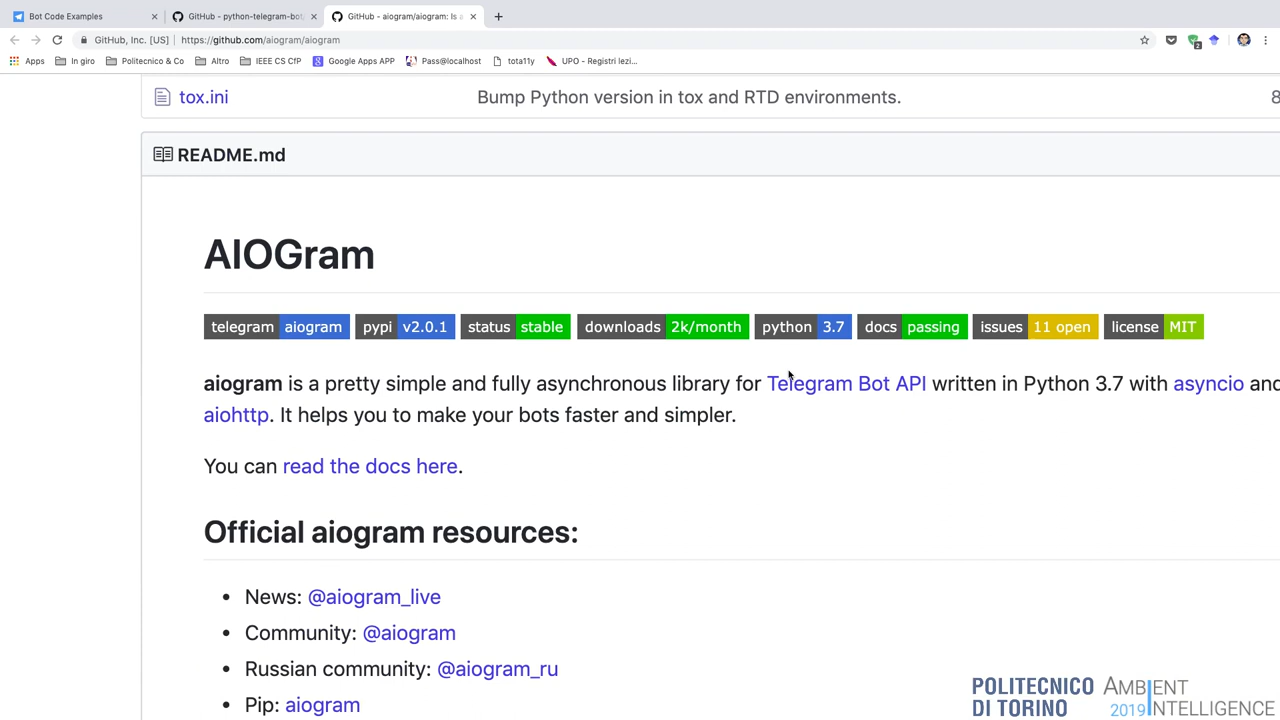 Bot Code Examples
GitHub - python-telegram-bot/
GitHub - aiogram/aiogram: Is a
GitHub, Inc. [US] | https://github.com/aiogram/aiogram
Apps In giro Politecnico & Co Altro IEEE CS CfP Google Apps APP Pass@localhost tota11y UPO - Registri lezi...
tox.ini Bump Python version in tox and RTD environments. 8
README.md
AIOGram
telegram aiogram pypi v2.0.1 status stable downloads 2k/month python 3.7 docs passing issues 11 open license MIT
aiogram is a pretty simple and fully asynchronous library for Telegram Bot API written in Python 3.7 with asyncio and
aiohttp. It helps you to make your bots faster and simpler.
You can read the docs here.
Official aiogram resources:
• News: @aiogram_live
• Community: @aiogram
• Russian community: @aiogram_ru
• Pip: aiogram
POLITECNICO
DI TORINO
AMBIENT
2019 INTELLIGENCE